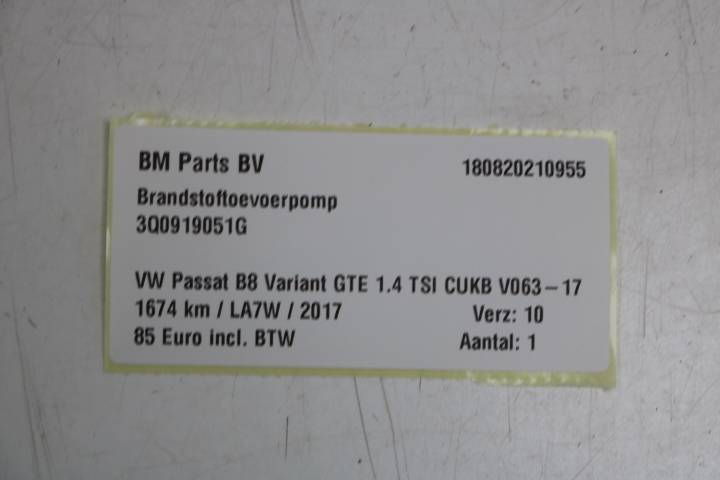 BM Parts BV 180820210955
Brandstoftoevoerpomp
3Q0919051G
VW Passat B8 Variant GTE 1.4 TSI CUKB V063-17
1674 km / LA7W / 2017 Verz: 10
85 Euro incl. BTW Aantal: 1